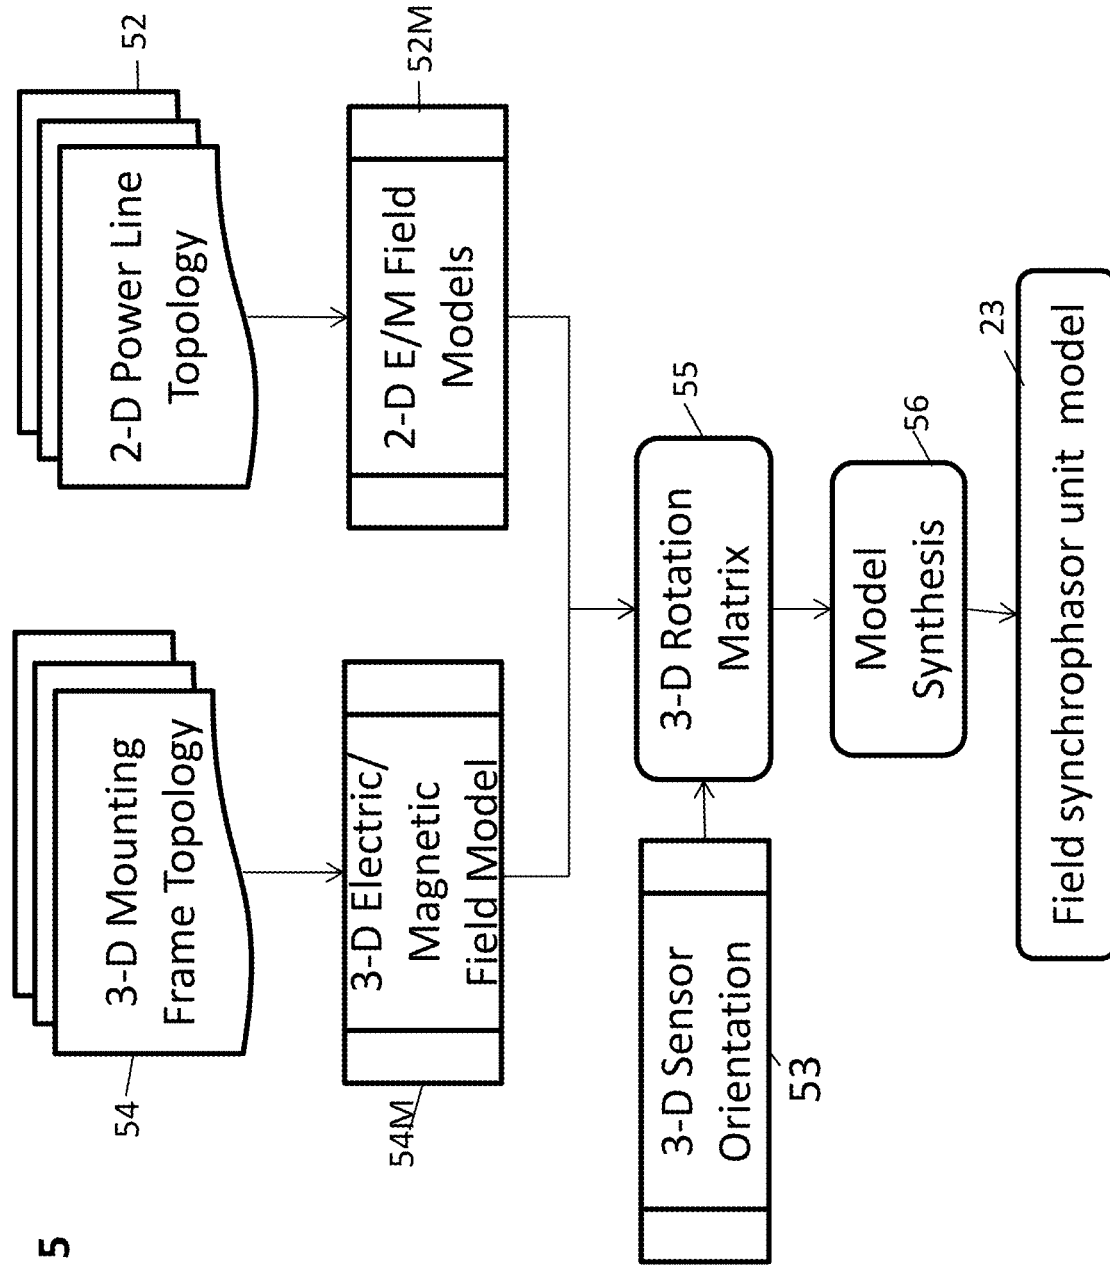 5
54
3-D Mounting
Frame Topology
52
2-D Power Line
Topology
54M
3-D Electric/
Magnetic
Field Model
52M
2-D E/M Field
Models
3-D Sensor
Orientation
53
3-D Rotation
Matrix
55
Model
Synthesis
56
Field synchrophasor unit model
23